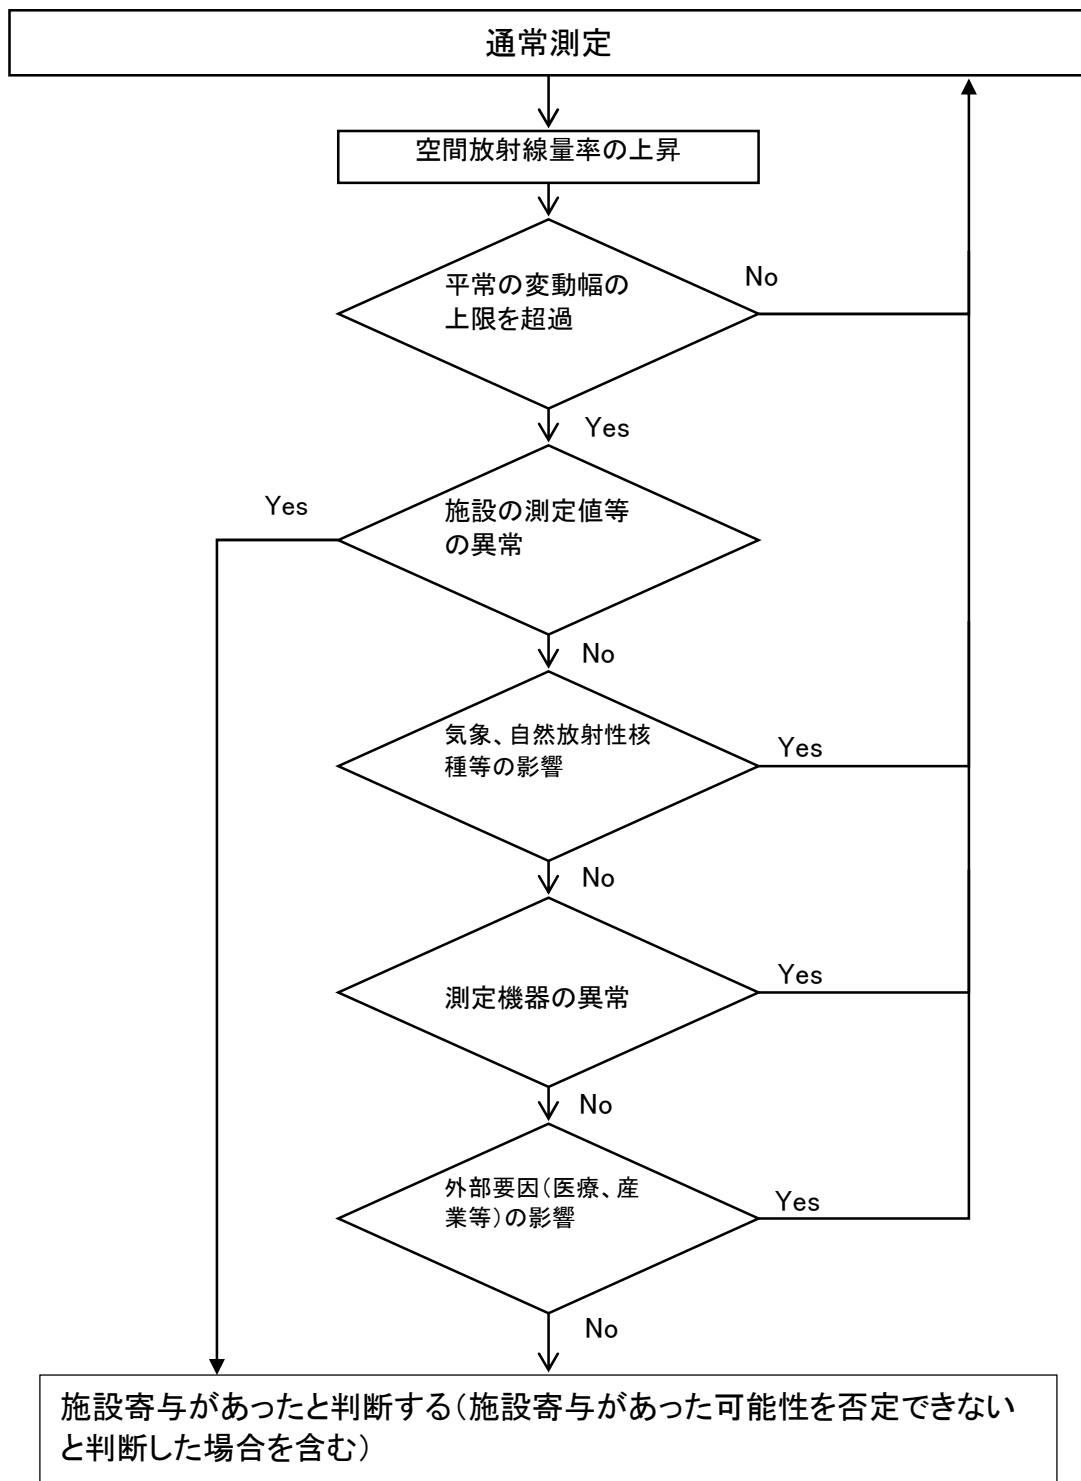 通常測定
空間放射線量率の上昇
平常の変動幅の
上限を超過
No
Yes
施設の測定値等
の異常
Yes
No
気象、自然放射性核
種等の影響
Yes
No
測定機器の異常
Yes
No
外部要因(医療、産
業等)の影響
Yes
No
施設寄与があったと判断する(施設寄与があった可能性を否定できない
と判断した場合を含む)